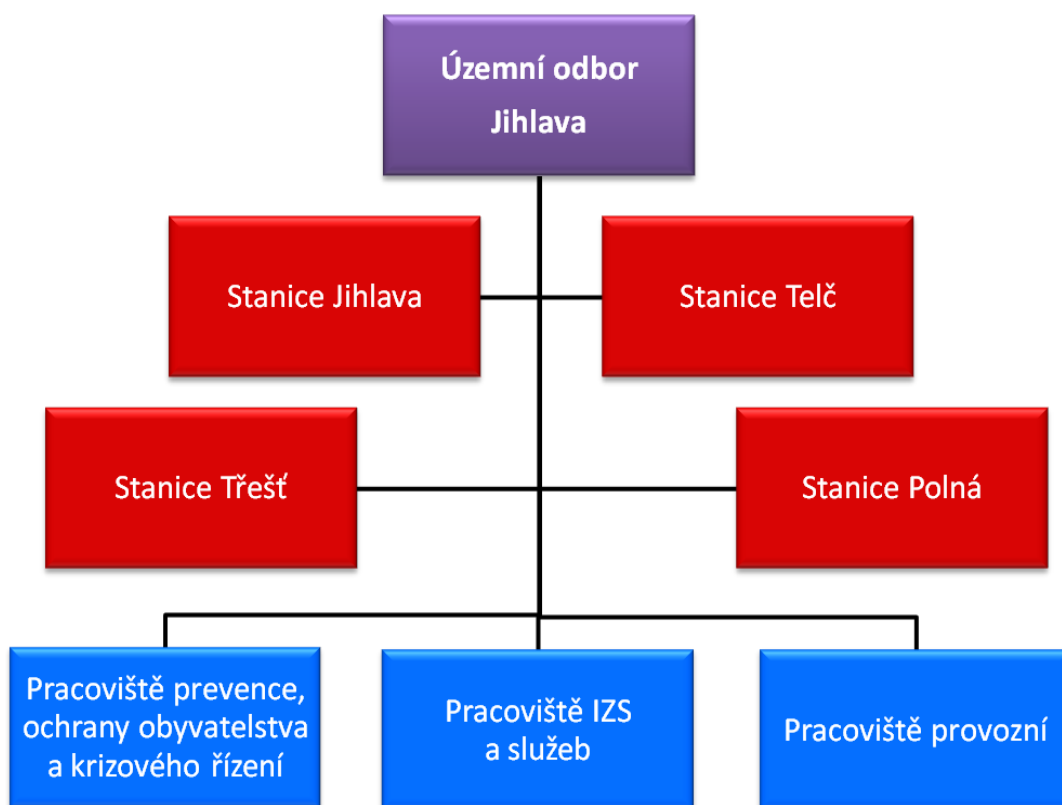 Územní odbor
Jihlava
Stanice Jihlava
Stanice Telč
Stanice Třešť
Stanice Polná
Pracoviště prevence,
ochrany obyvatelstva
a krizového řízení
Pracoviště IZS
a služeb
Pracoviště provozní